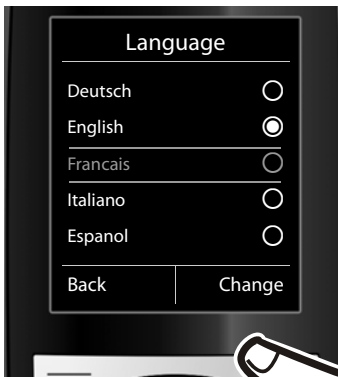 Language
Deutsch
English
Francais
Italiano
Espanol
Back Change